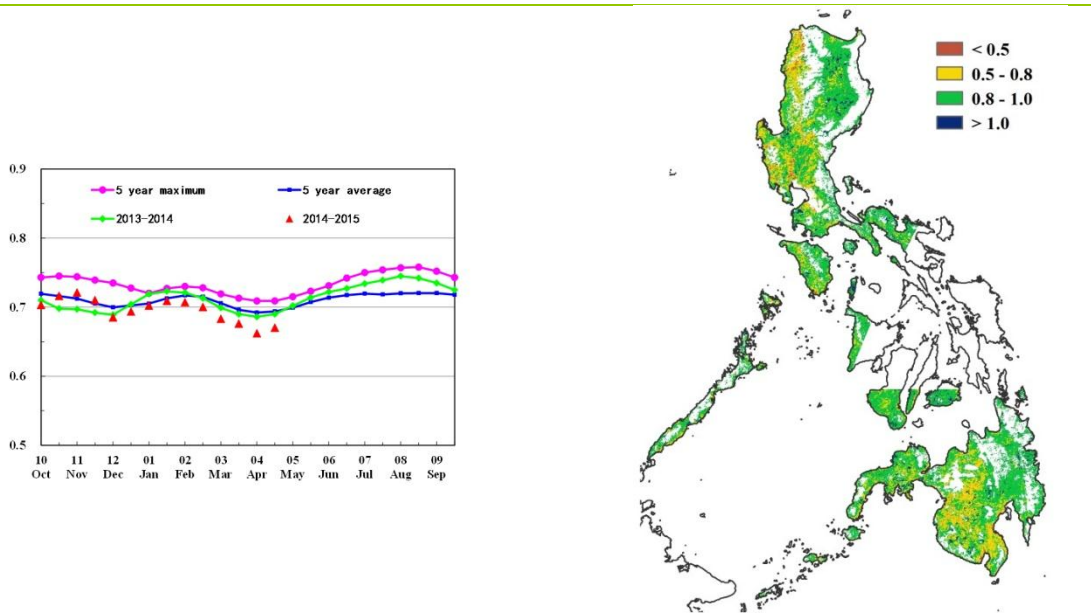 < 0.5
0.5 - 0.8
0.8 - 1.0
> 1.0
0.9
5 year maximum
5 year average
2013-2014
2014-2015
0.8
0.7
0.6
0.5
10 11 12 01 02 03 04 05 06 07 08 09
Oct Nov Dec Jan Feb Mar Apr May Jun Jul Aug Sep